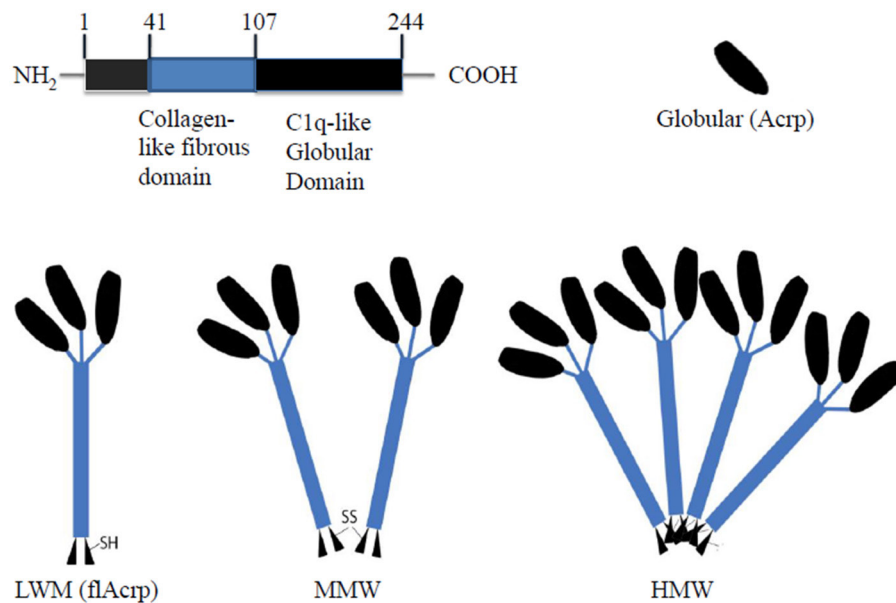 1 41 107 244
NH2 COOH
Collagen-
like fibrous
domain
C1q-like
Globular
Domain
Globular (Acrp)
SH
SS
LWM (flAcrp)
MMW
HMW